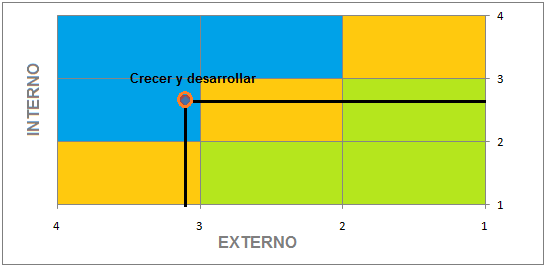 4
Crecer y desarrollar
3
INTERNO
2
1
4 3 2 1
EXTERNO